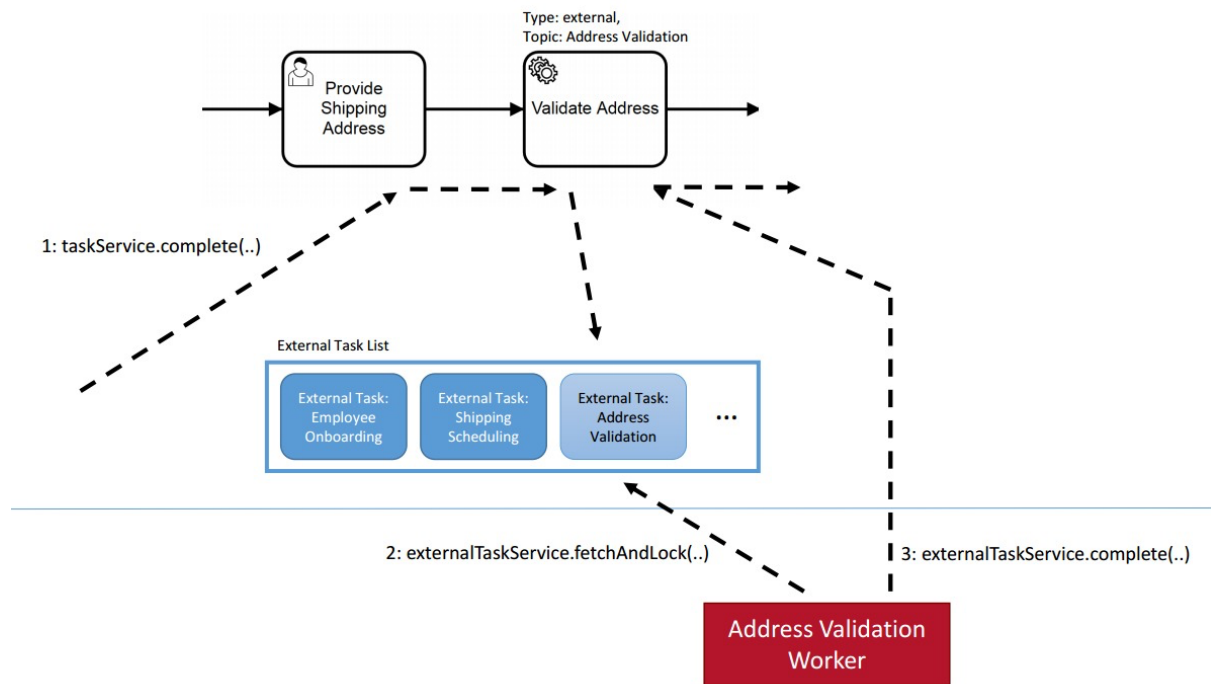 Type: external,
Topic: Address Validation
Provide
Shipping
Address
Validate Address
1: taskService.complete(..)
External Task List
External Task:
Employee
Onboarding
External Task:
Shipping
Scheduling
External Task:
Address
Validation
...
2: externalTaskService.fetchAndLock(..)
3: externalTaskService.complete(..)
Address Validation
Worker